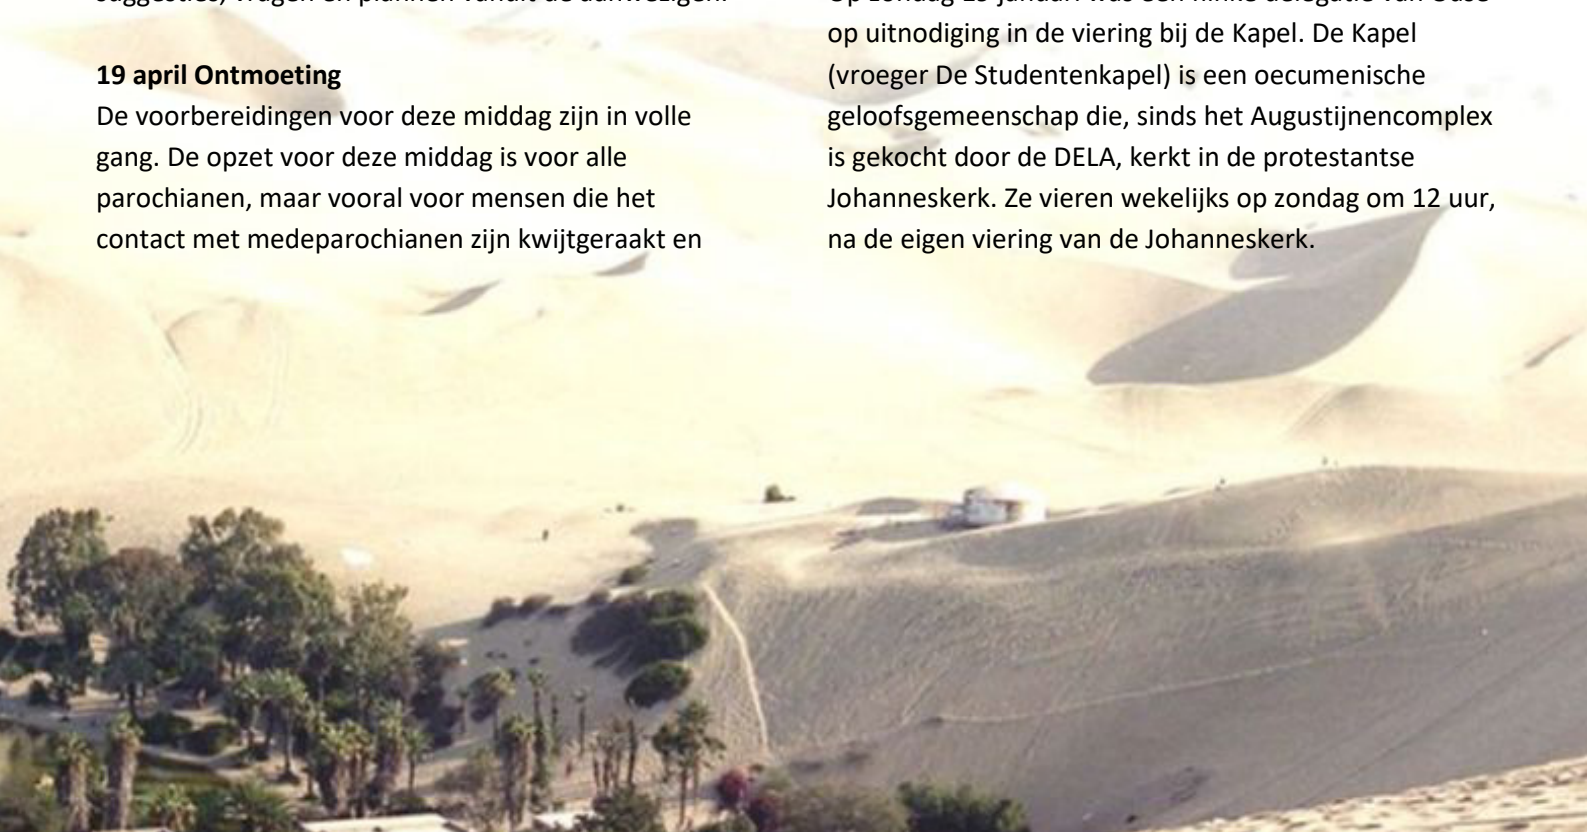 19 april Ontmoeting
De voorbereidingen voor deze middag zijn in volle
gang. De opzet voor deze middag is voor alle
parochianen, maar vooral voor mensen die het
contact met medeparochianen zijn kwijtgeraakt en
op uitnodiging in de viering bij de Kapel. De Kapel
(vroeger De Studentenkapel) is een oecumenische
geloofsgemeenschap die, sinds het Augustijnencomplex
is gekocht door de DELA, kerkt in de protestantse
Johanneskerk. Ze vieren wekelijks op zondag om 12 uur,
na de eigen viering van de Johanneskerk.